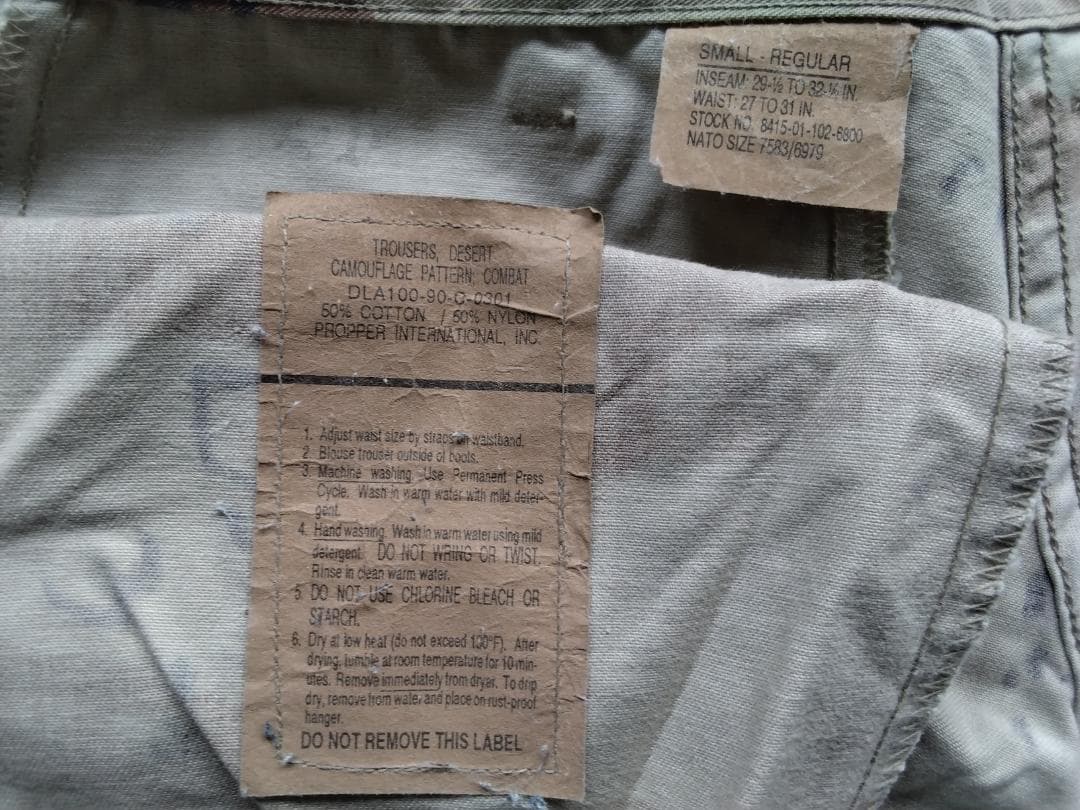 SMALL - REGULAR
INSEAM: 29-½ TO 32-½ IN.
WAIST: 27 TO 31 IN.
STOCK NO. 8415-01-102-6800
NATO SIZE 7583/6979
TROUSERS, DESERT
CAMOUFLAGE PATTERN: COMBAT
DLA100-90-C-0301
50% COTTON / 50% NYLON
PROPPER INTERNATIONAL, INC.
1. Adjust waist size by straps on waistband.
2. Blouse trouser outside of boots.
3. Machine washing. Use Permanent Press
Cycle. Wash in warm water with mild deter-
gent.
4. Hand washing. Wash in warm water using mild
detergent. DO NOT WRING OR TWIST.
Rinse in clean warm water.
5. DO NOT USE CHLORINE BLEACH OR
STARCH.
6. Dry at low heat (do not exceed 130°F). After
drying, tumble at room temperature for 10 min-
utes. Remove immediately from dryer. To drip
dry, remove from water and place on rust-proof
hanger.
DO NOT REMOVE THIS LABEL